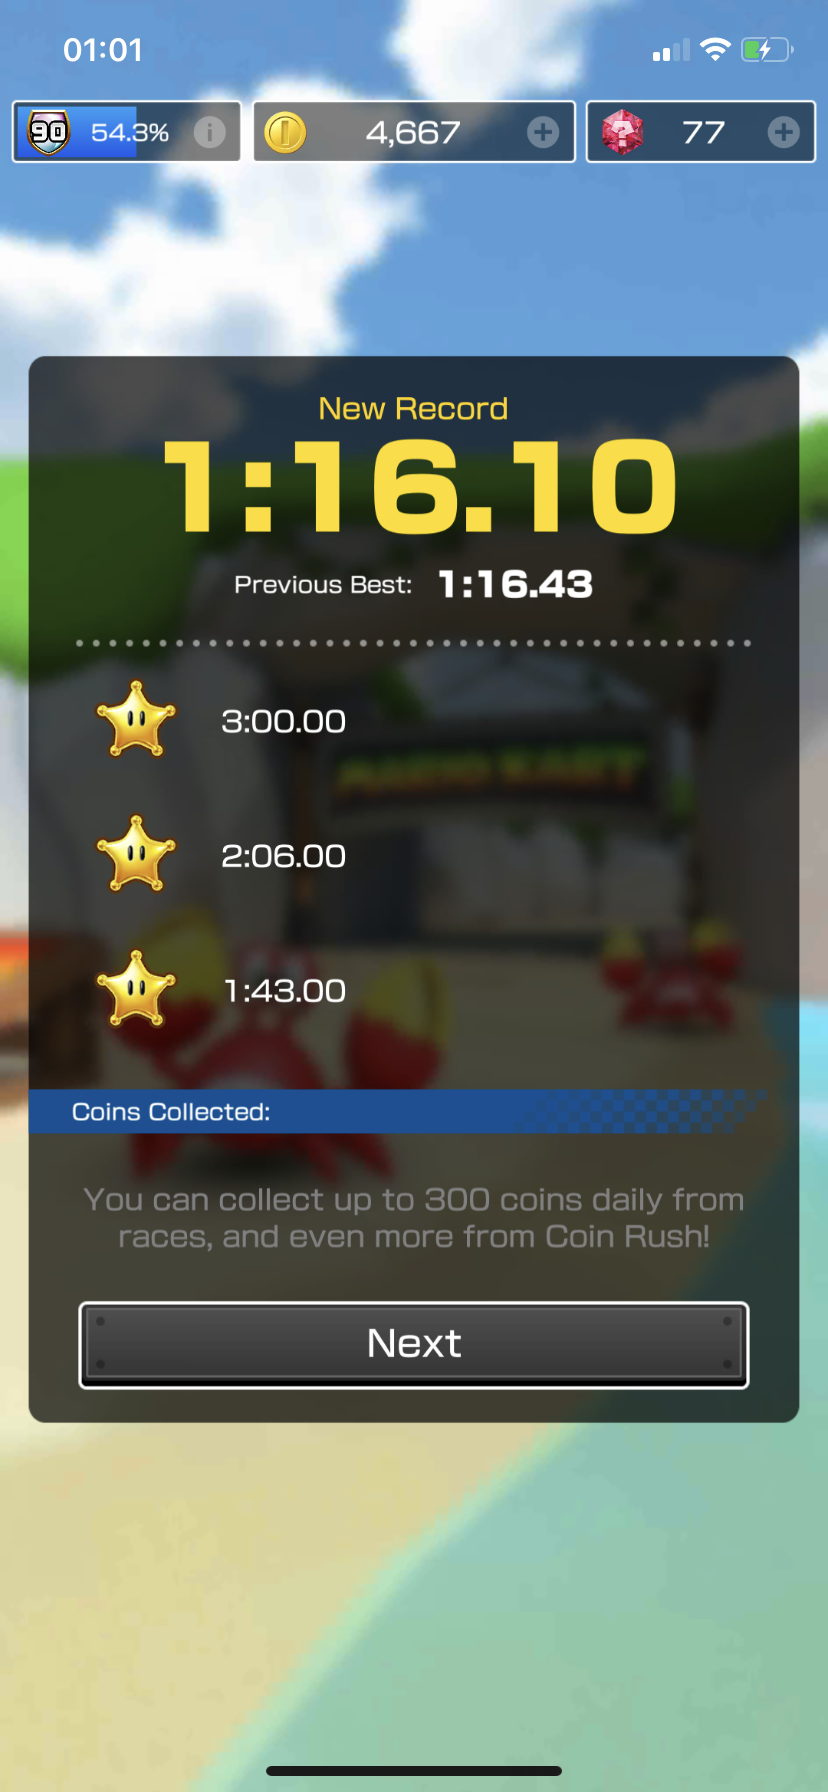 01:01
90 54.3% i 4,667 + ? 77 +
New Record
1:16.10
Previous Best: 1:16.43
3:00.00
MARIO KART
2:06.00
1:43.00
Coins Collected:
You can collect up to 300 coins daily from
races, and even more from Coin Rush!
Next